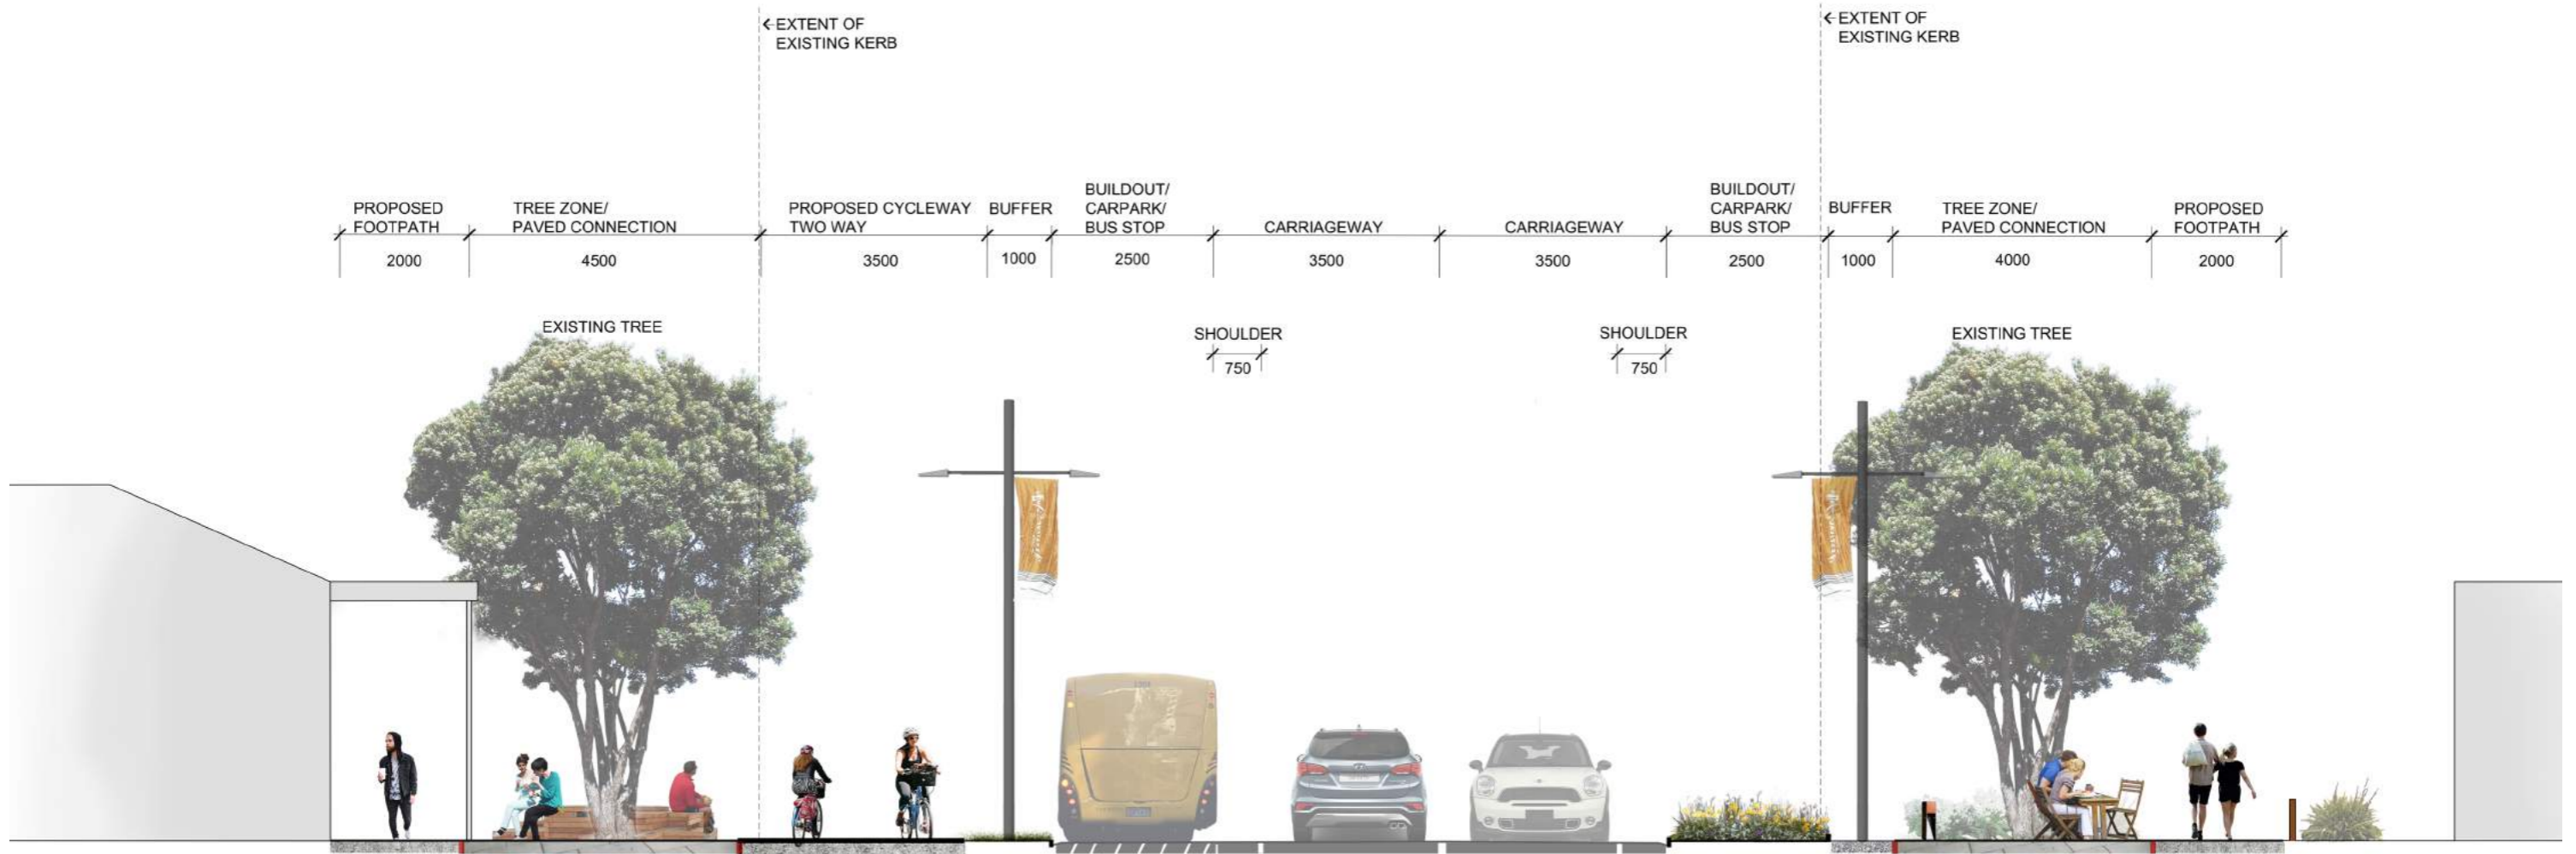 EXTENT OF
EXISTING KERB
EXTENT OF
EXISTING KERB
PROPOSED
FOOTPATH
2000
TREE ZONE/
PAVED CONNECTION
4500
PROPOSED CYCLEWAY
TWO WAY
3500
BUFFER
1000
BUILDOUT/
CARPARK/
BUS STOP
2500
CARRIAGEWAY
3500
CARRIAGEWAY
3500
BUILDOUT/
CARPARK/
BUS STOP
2500
BUFFER
1000
TREE ZONE/
PAVED CONNECTION
4000
PROPOSED
FOOTPATH
2000
EXISTING TREE
SHOULDER
750
SHOULDER
750
EXISTING TREE